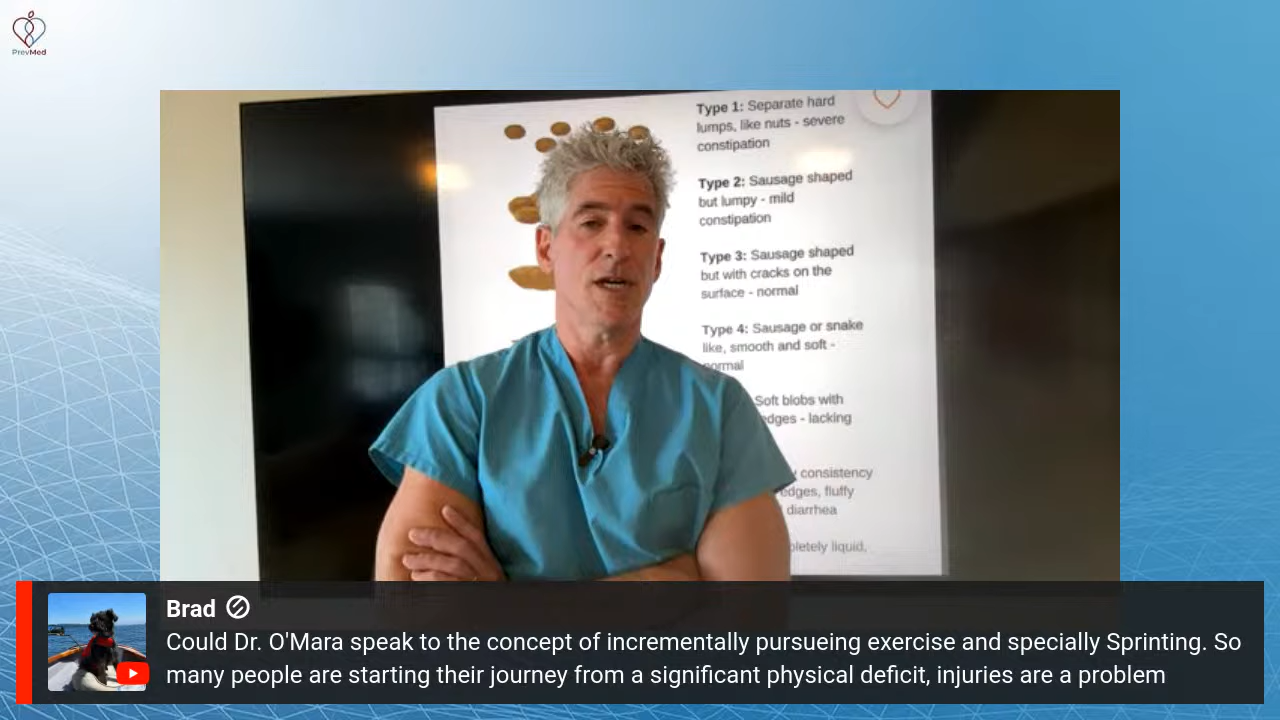 PrevMed
Type 1: Separate hard
lumps, like nuts - severe
constipation
Type 2: Sausage shaped
but lumpy - mild
constipation
Type 3: Sausage shaped
but with cracks on the
surface - normal
Type 4: Sausage or snake
like, smooth and soft -
normal
Soft blobs with
edges - lacking
consistency
edges, fluffy
diarrhea
liquid.
Brad
Could Dr. O'Mara speak to the concept of incrementally pursueing exercise and specially Sprinting. So
many people are starting their journey from a significant physical deficit, injuries are a problem